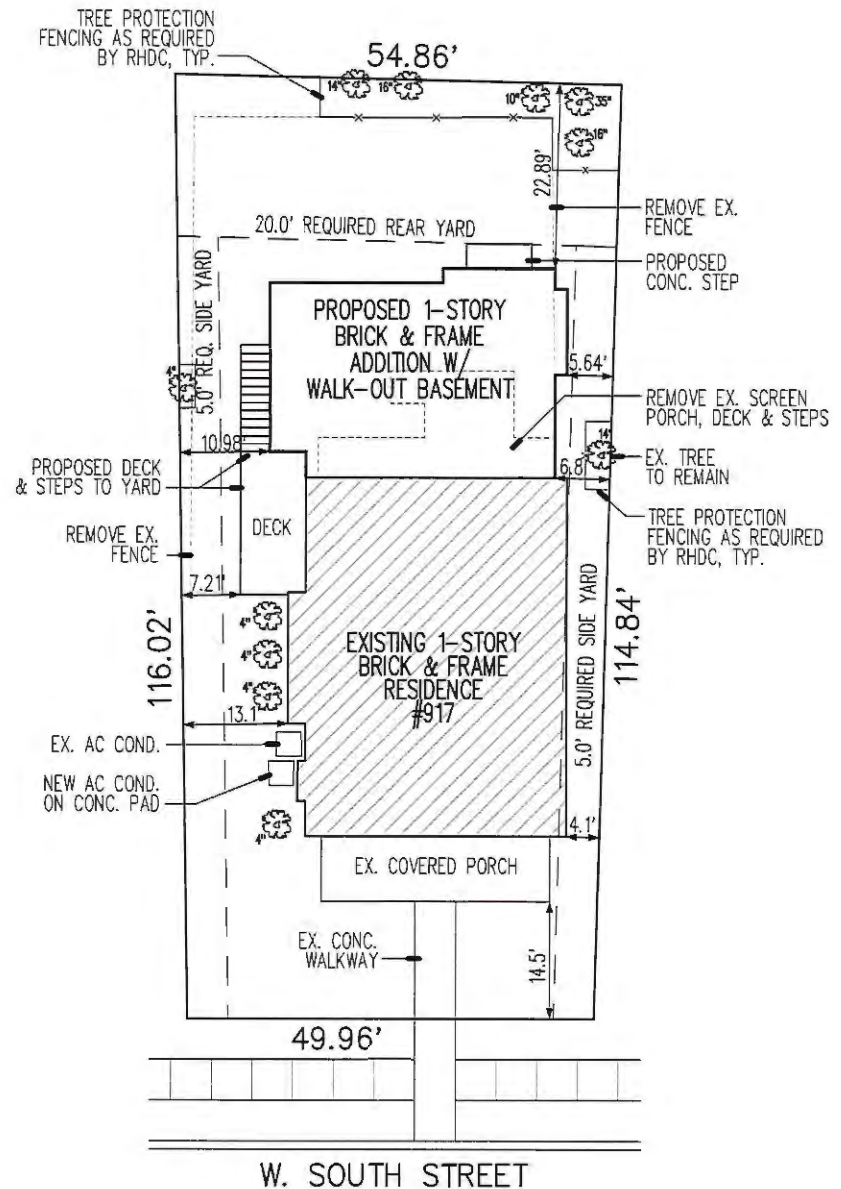 TREE PROTECTION
FENCING AS REQUIRED
BY RHDC, TYP.
54.86'
14"
16"
10"
35"
16"
22.89'
REMOVE EX.
FENCE
20.0' REQUIRED REAR YARD
PROPOSED
CONC. STEP
5.0' REQ. SIDE YARD
PROPOSED 1-STORY
BRICK & FRAME
ADDITION W/
WALK-OUT BASEMENT
5.64'
4"
REMOVE EX. SCREEN
PORCH, DECK & STEPS
10.98'
14"
EX. TREE
TO REMAIN
6.8'
PROPOSED DECK
& STEPS TO YARD
TREE PROTECTION
FENCING AS REQUIRED
BY RHDC, TYP.
DECK
REMOVE EX.
FENCE
7.21'
116.02'
4"
4"
4"
EXISTING 1-STORY
BRICK & FRAME
RESIDENCE
#917
5.0' REQUIRED SIDE YARD
114.84'
13.1'
EX. AC COND.
NEW AC COND.
ON CONC. PAD
4"
4.1'
EX. COVERED PORCH
EX. CONC.
WALKWAY
14.5'
49.96'
W. SOUTH STREET